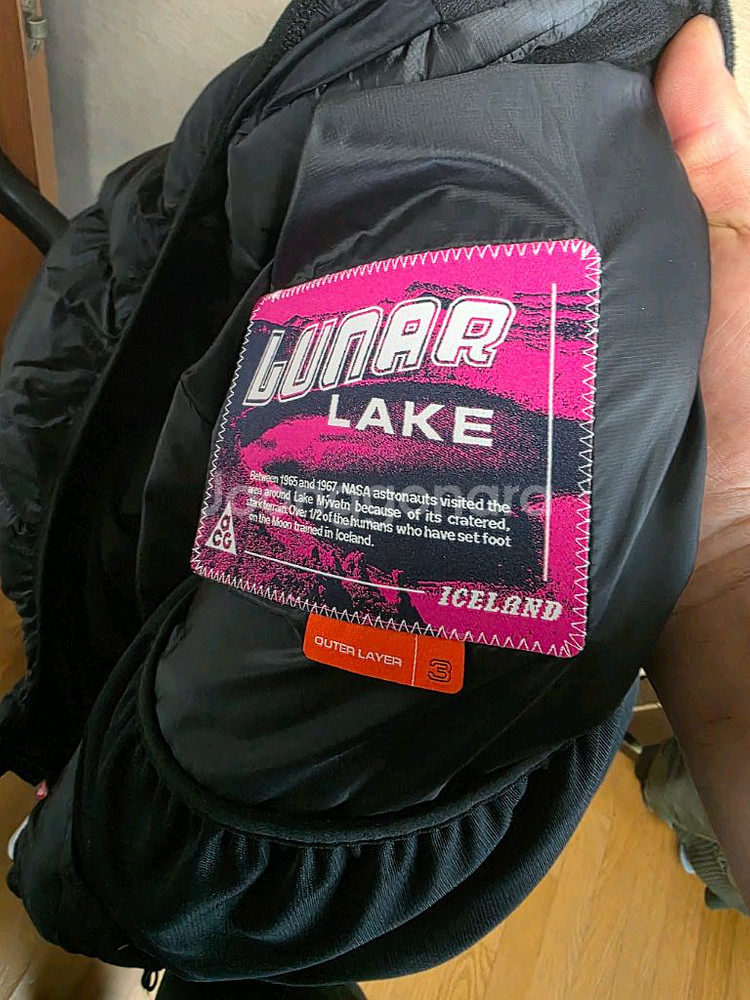 LUNAR
LAKE
Between 1965 and 1967, NASA astronauts visited the
area around Lake Mývatn because of its cratered,
stark terrain. Over 1/2 of the humans who have set foot
on the Moon trained in Iceland.
ACG
ICELAND
OUTER LAYER 3